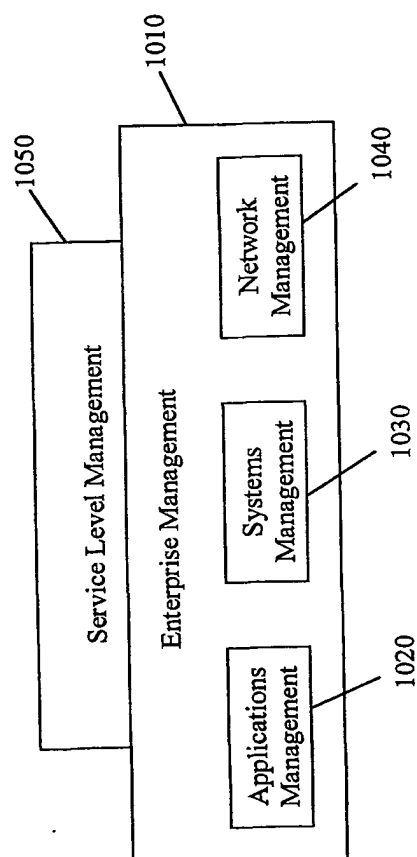 1050
Service Level Management
1010
Enterprise Management
Applications
Management
Systems
Management
Network
Management
1020
1030
1040